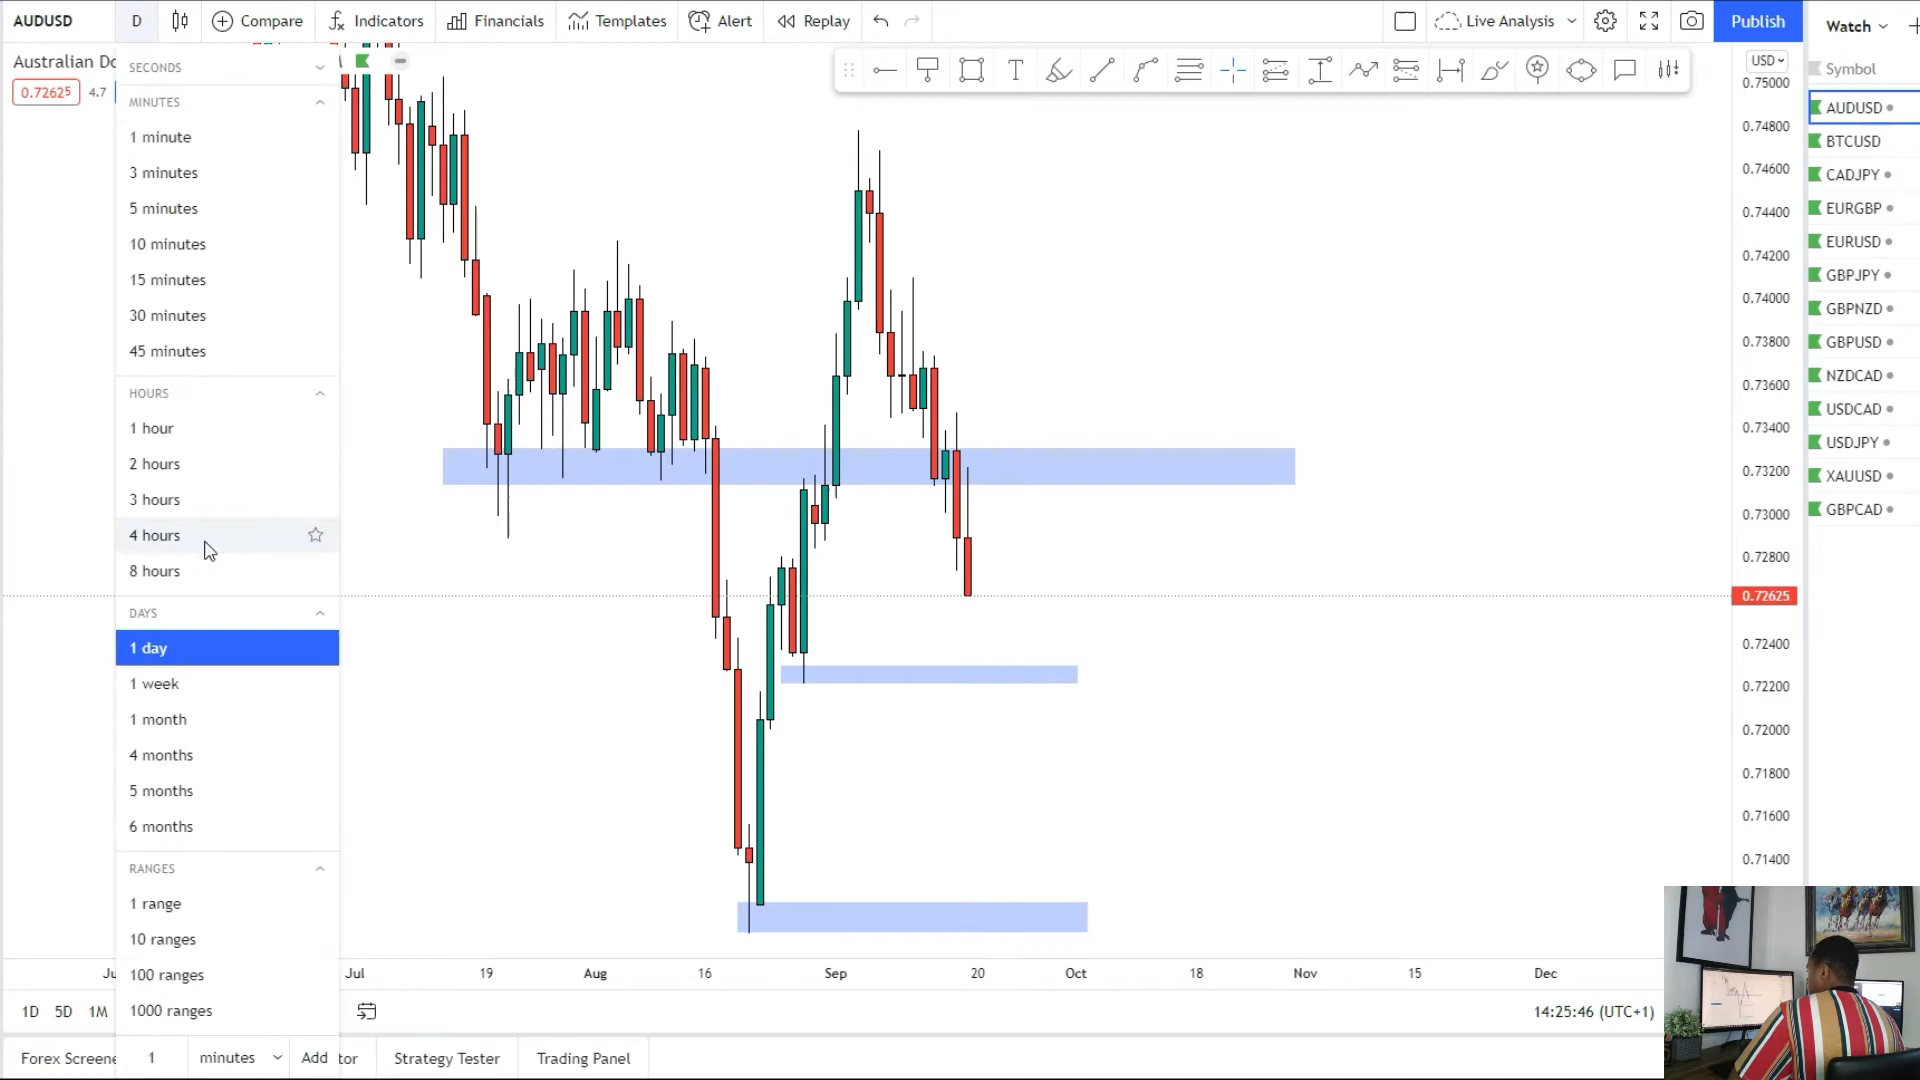 AUDUSD D Compare Indicators Financials Templates Alert Replay Live Analysis Publish Watch
Australian Do
0.72625 4.7
SECONDS
MINUTES
1 minute
3 minutes
5 minutes
10 minutes
15 minutes
30 minutes
45 minutes
HOURS
1 hour
2 hours
3 hours
4 hours
8 hours
DAYS
1 day
1 week
1 month
4 months
5 months
6 months
RANGES
1 range
10 ranges
100 ranges
1000 ranges
1 minutes Add
USD
0.75000
0.74800
0.74600
0.74400
0.74200
0.74000
0.73800
0.73600
0.73400
0.73200
0.73000
0.72800
0.72625
0.72400
0.72200
0.72000
0.71800
0.71600
0.71400
Symbol
AUDUSD
BTCUSD
CADJPY
EURGBP
EURUSD
GBPJPY
GBPNZD
GBPUSD
NZDCAD
USDCAD
USDJPY
XAUUSD
GBPCAD
Ju Jul 19 Aug 16 Sep 20 Oct 18 Nov 15 Dec
1D 5D 1M 14:25:46 (UTC+1)
Forex Screene tor Strategy Tester Trading Panel